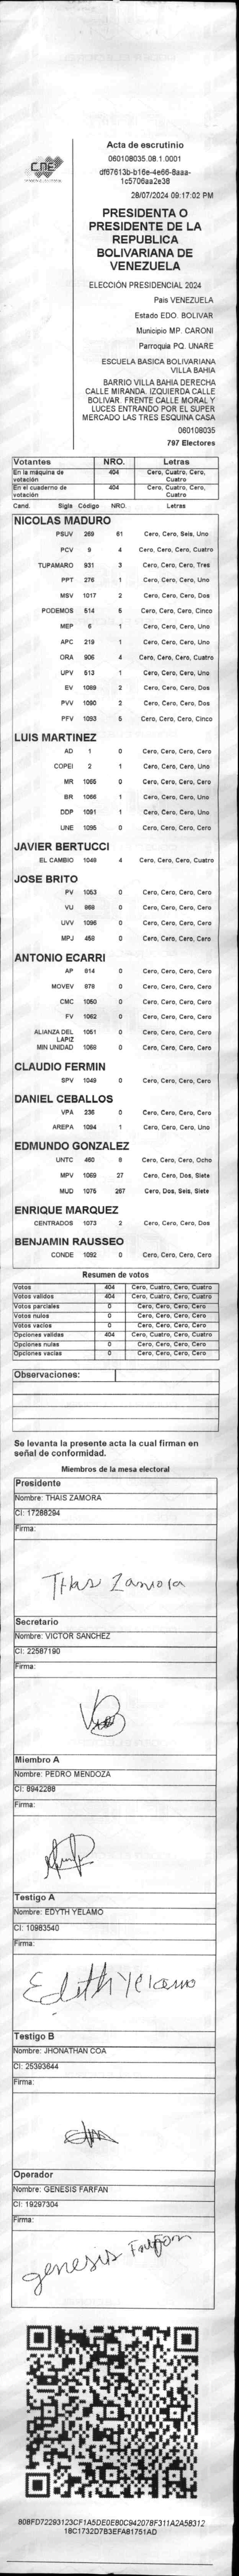 Acta de escrutinio
060108035.08.1.0001
df67613b-b16e-4e66-8aaa-
1c5706aa2e38
28/07/2024 09:17:02 PM
CNE
PRESIDENTA O
PRESIDENTE DE LA
REPUBLICA
BOLIVARIANA DE
VENEZUELA
ELECCIÓN PRESIDENCIAL 2024
Pais VENEZUELA
Estado EDO. BOLIVAR
Municipio MP. CARONI
Parroquia PQ. UNARE
ESCUELA BASICA BOLIVARIANA
VILLA BAHIA
BARRIO VILLA BAHIA DERECHA
CALLE MIRANDA. IZQUIERDA CALLE
BOLIVAR. FRENTE CALLE MORAL Y
LUCES ENTRANDO POR EL SUPER
MERCADO LAS TRES ESQUINA CASA
060108035
797 Electores
Votantes NRO. Letras
En la máquina de votación 404 Cero, Cuatro, Cero, Cuatro
En el cuaderno de votación 404 Cero, Cuatro, Cero, Cuatro
Cand. Sigla Código NRO. Letras
NICOLAS MADURO
PSUV 269 61 Cero, Cero, Seis, Uno
PCV 9 4 Cero, Cero, Cero, Cuatro
TUPAMARO 931 3 Cero, Cero, Cero, Tres
PPT 276 1 Cero, Cero, Cero, Uno
MSV 1017 2 Cero, Cero, Cero, Dos
PODEMOS 514 5 Cero, Cero, Cero, Cinco
MEP 6 1 Cero, Cero, Cero, Uno
APC 219 1 Cero, Cero, Cero, Uno
ORA 906 4 Cero, Cero, Cero, Cuatro
UPV 513 1 Cero, Cero, Cero, Uno
EV 1089 2 Cero, Cero, Cero, Dos
PVV 1090 2 Cero, Cero, Cero, Dos
PFV 1093 5 Cero, Cero, Cero, Cinco
LUIS MARTINEZ
AD 1 0 Cero, Cero, Cero, Cero
COPEI 2 1 Cero, Cero, Cero, Uno
MR 1065 0 Cero, Cero, Cero, Cero
BR 1066 1 Cero, Cero, Cero, Uno
DDP 1091 1 Cero, Cero, Cero, Uno
UNE 1095 0 Cero, Cero, Cero, Cero
JAVIER BERTUCCI
EL CAMBIO 1048 4 Cero, Cero, Cero, Cuatro
JOSE BRITO
PV 1053 0 Cero, Cero, Cero, Cero
VU 968 0 Cero, Cero, Cero, Cero
UVV 1096 0 Cero, Cero, Cero, Cero
MPJ 458 0 Cero, Cero, Cero, Cero
ANTONIO ECARRI
AP 814 0 Cero, Cero, Cero, Cero
MOVEV 878 0 Cero, Cero, Cero, Cero
CMC 1050 0 Cero, Cero, Cero, Cero
FV 1062 0 Cero, Cero, Cero, Cero
ALIANZA DEL LAPIZ 1051 0 Cero, Cero, Cero, Cero
MIN UNIDAD 1058 0 Cero, Cero, Cero, Cero
CLAUDIO FERMIN
SPV 1049 0 Cero, Cero, Cero, Cero
DANIEL CEBALLOS
VPA 236 0 Cero, Cero, Cero, Cero
AREPA 1094 1 Cero, Cero, Cero, Uno
EDMUNDO GONZALEZ
UNTC 460 8 Cero, Cero, Cero, Ocho
MPV 1069 27 Cero, Cero, Dos, Siete
MUD 1075 267 Cero, Dos, Seis, Siete
ENRIQUE MARQUEZ
CENTRADOS 1073 2 Cero, Cero, Cero, Dos
BENJAMIN RAUSSEO
CONDE 1092 0 Cero, Cero, Cero, Cero
Resumen de votos
Votos 404 Cero, Cuatro, Cero, Cuatro
Votos validos 404 Cero, Cuatro, Cero, Cuatro
Votos parciales 0 Cero, Cero, Cero, Cero
Votos nulos 0 Cero, Cero, Cero, Cero
Votos vacios 0 Cero, Cero, Cero, Cero
Opciones validas 404 Cero, Cuatro, Cero, Cuatro
Opciones nulas 0 Cero, Cero, Cero, Cero
Opciones vacias 0 Cero, Cero, Cero, Cero
Observaciones:
Se levanta la presente acta la cual firman en
señal de conformidad.
Miembros de la mesa electoral
Presidente
Nombre: THAIS ZAMORA
CI: 17288294
Firma:
Thais Zamora
Secretario
Nombre: VICTOR SANCHEZ
CI: 22587190
Firma:
Miembro A
Nombre: PEDRO MENDOZA
CI: 8942288
Firma:
Testigo A
Nombre: EDYTH YELAMO
CI: 10983540
Firma:
Edith Yelamo
Testigo B
Nombre: JHONATHAN COA
CI: 25393644
Firma:
Operador
Nombre: GENESIS FARFAN
CI: 19297304
Firma:
genesis Farfan
808FD72293123CF1A5DE0E80C942078F311A2A58312
18C1732D7B3EFA81751AD